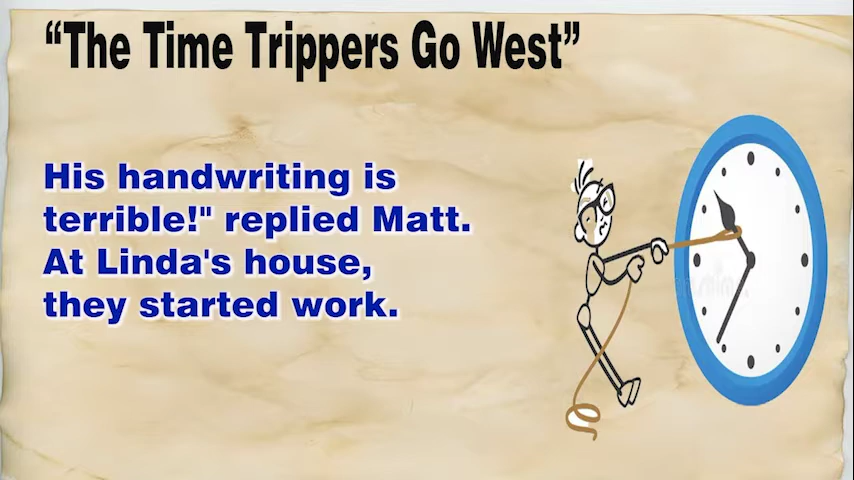 “The Time Trippers Go West”
His handwriting is
terrible!" replied Matt.
At Linda's house,
they started work.